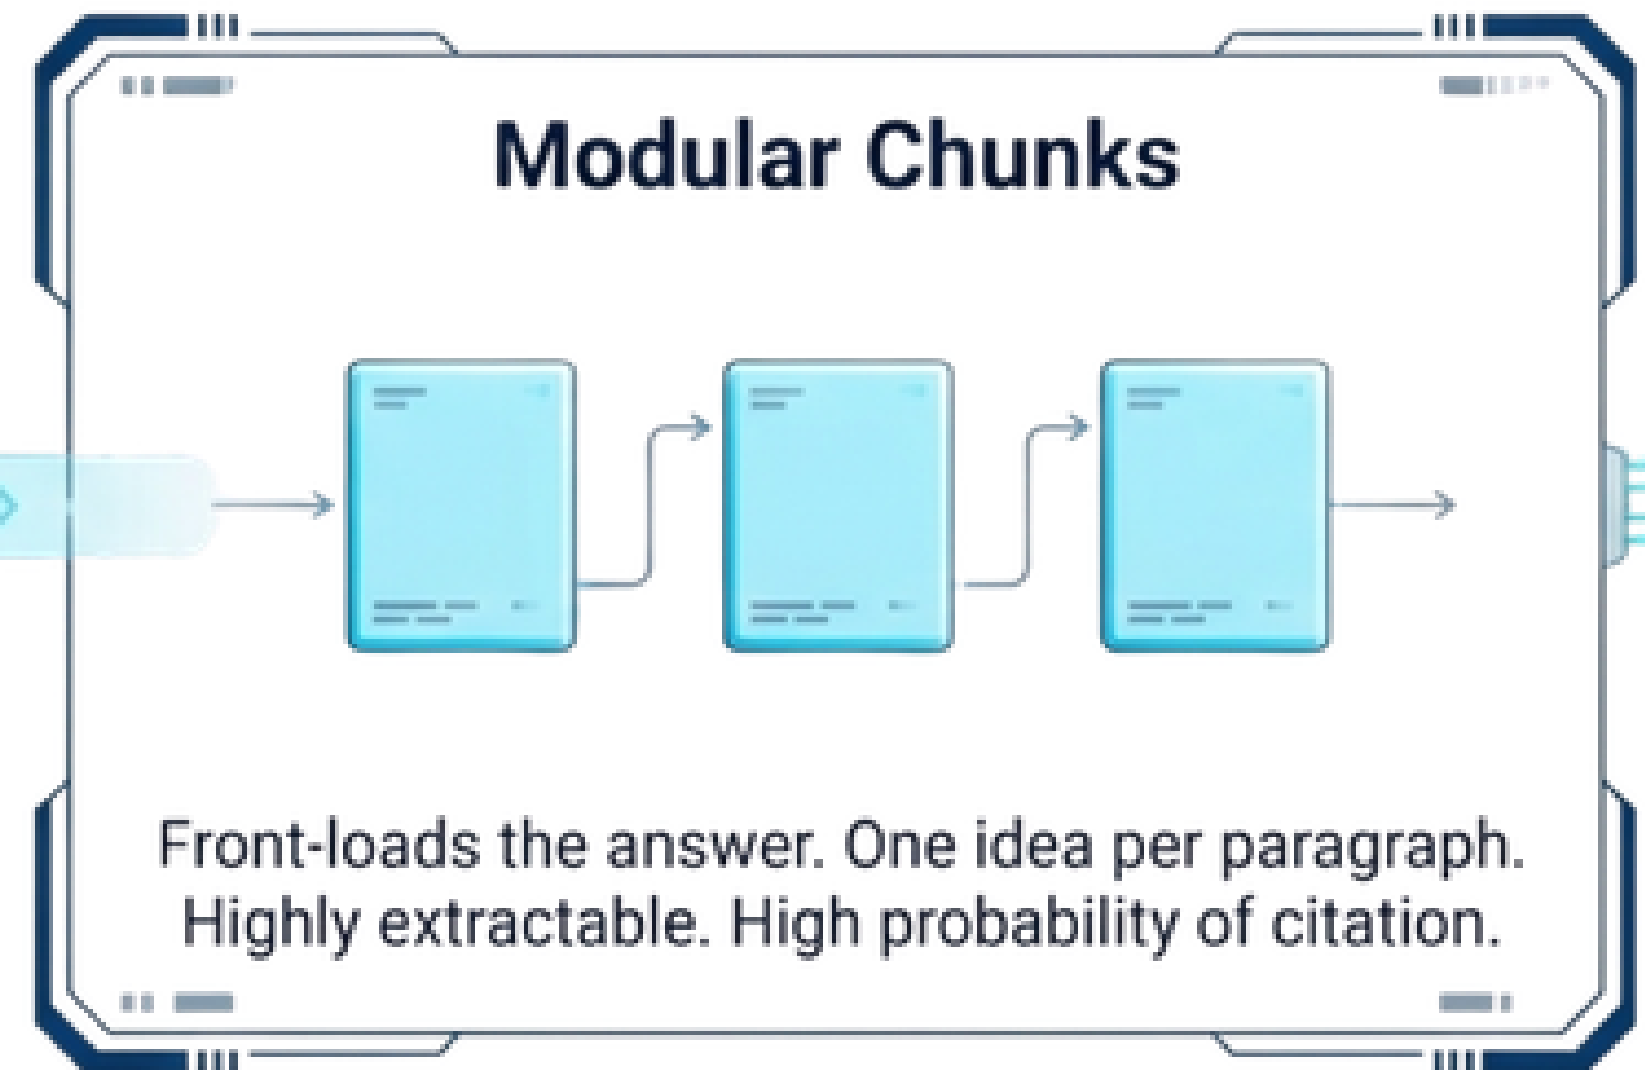 Modular Chunks
Front-loads the answer. One idea per paragraph.
Highly extractable. High probability of citation.